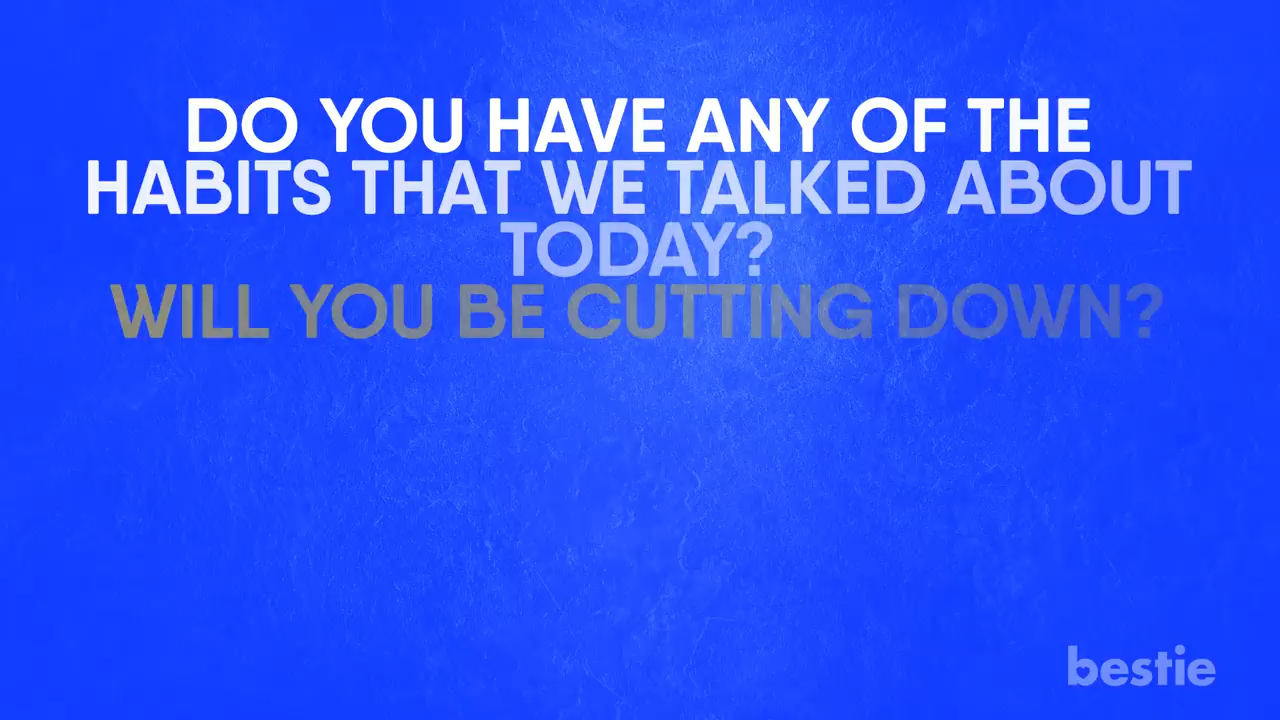 DO YOU HAVE ANY OF THE
HABITS THAT WE TALKED ABOUT
TODAY?
WILL YOU BE CUTTING DOWN?
bestie